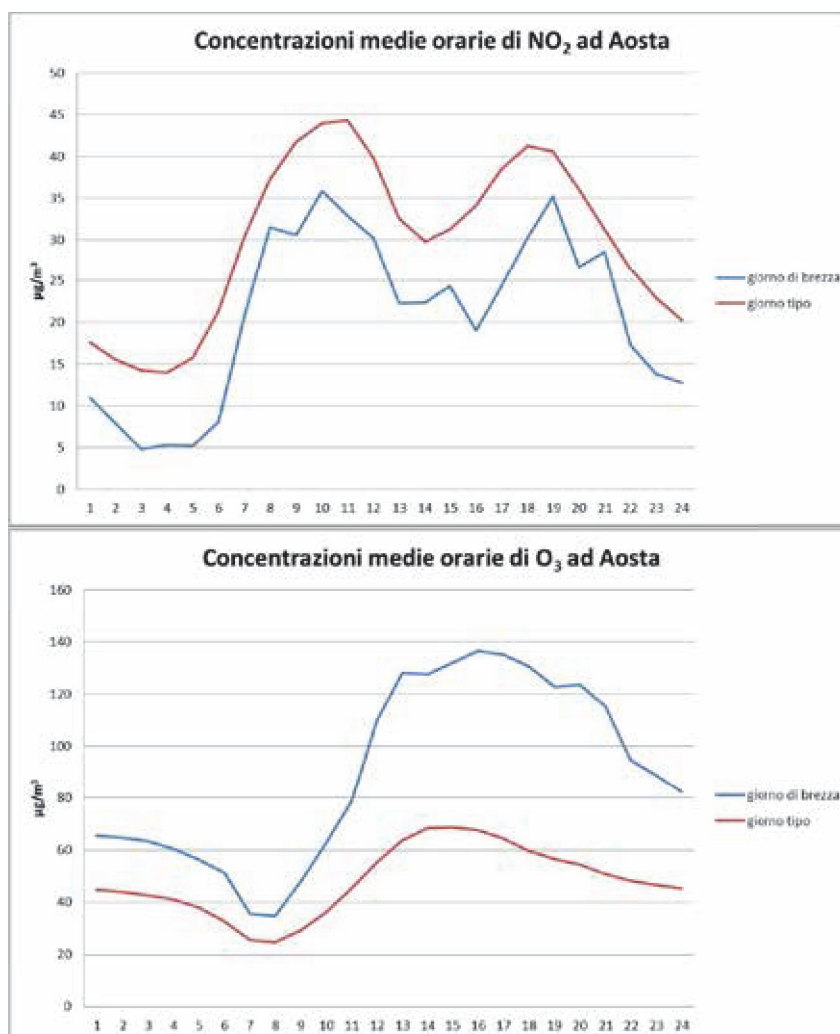 Concentrazioni medie orarie di NO₂ ad Aosta
50
45
40
35
30
25
20
15
10
5
0
µg/m³
1 2 3 4 5 6 7 8 9 10 11 12 13 14 15 16 17 18 19 20 21 22 23 24
giorno di brezza
giorno tipo
Concentrazioni medie orarie di O₃ ad Aosta
160
140
120
100
80
60
40
20
0
µg/m³
1 2 3 4 5 6 7 8 9 10 11 12 13 14 15 16 17 18 19 20 21 22 23 24
giorno di brezza
giorno tipo